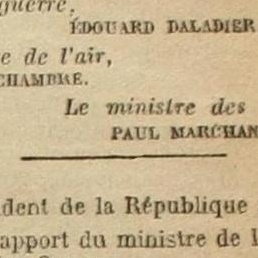 guerre,
ÉDOUARD DALADIER
e de l'air,
CHAMBRE.
Le ministre des
PAUL MARCHAN
dent de la République
apport du ministre de l